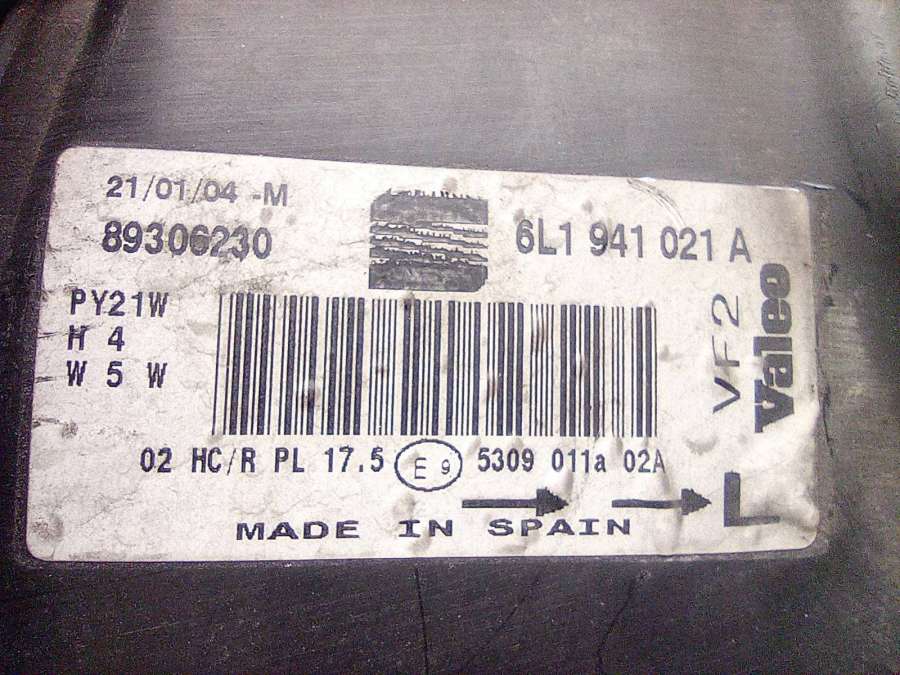 21/01/04 -M
89306230
6L1 941 021 A
PY21W
H 4
W 5 W
VF2
Valeo
02 HC/R PL 17.5 E 9 5309 011a 02A
L
MADE IN SPAIN